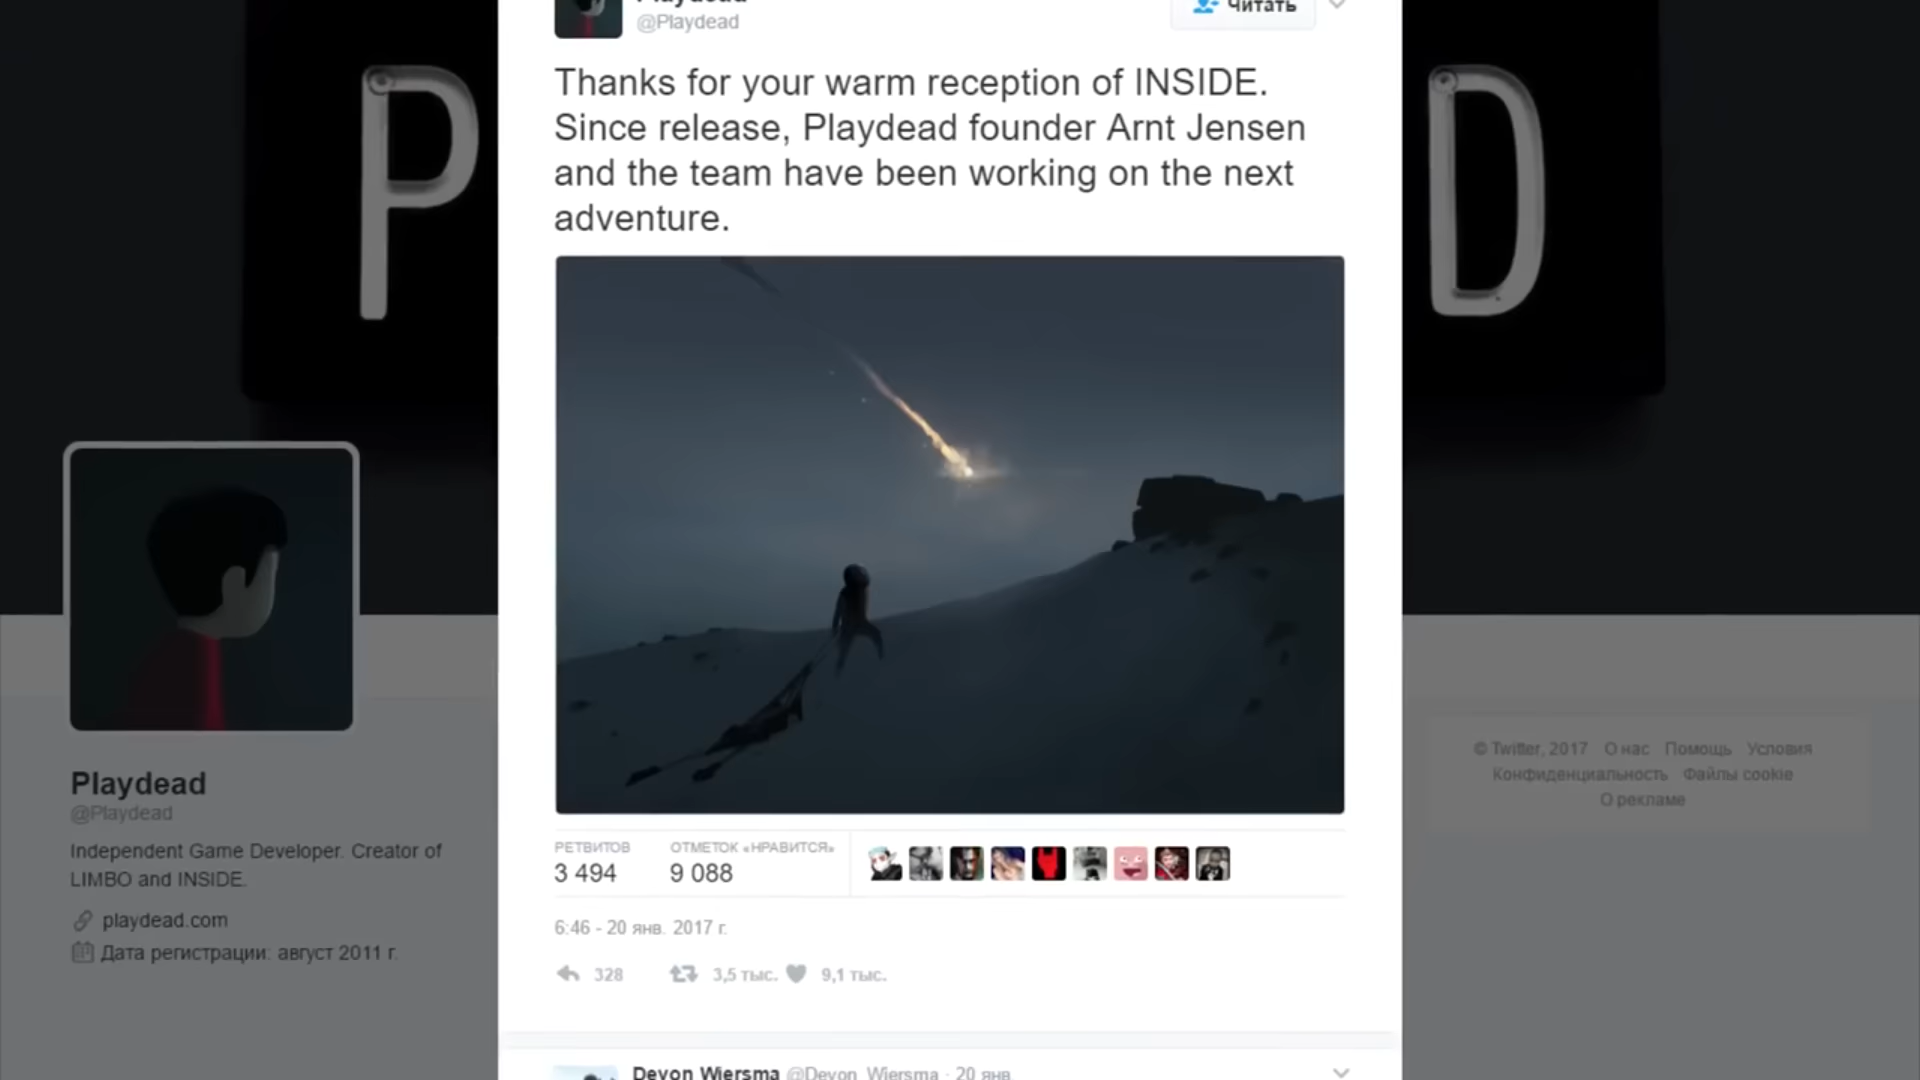 P
D
Playdead
@Playdead
Читать
Thanks for your warm reception of INSIDE.
Since release, Playdead founder Arnt Jensen
and the team have been working on the next
adventure.
РЕТВИТОВ
3 494
ОТМЕТОК «НРАВИТСЯ»
9 088
6:46 - 20 янв. 2017 г.
328
3,5 тыс.
9,1 тыс.
Devon Wiersma @Devon_Wiersma · 20 янв.
Playdead
@Playdead
Independent Game Developer. Creator of
LIMBO and INSIDE.
playdead.com
Дата регистрации: август 2011 г.
© Twitter, 2017 О нас Помощь Условия
Конфиденциальность Файлы cookie
О рекламе